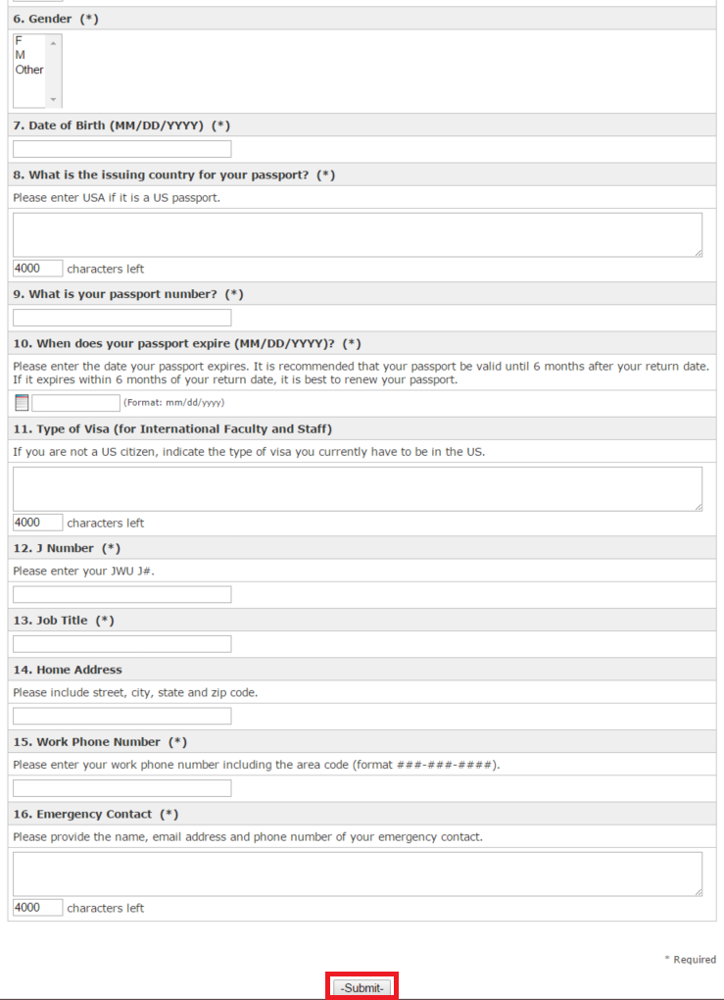 6. Gender (*)
F
M
Other
7. Date of Birth (MM/DD/YYYY) (*)
8. What is the issuing country for your passport? (*)
Please enter USA if it is a US passport.
4000 characters left
9. What is your passport number? (*)
10. When does your passport expire (MM/DD/YYYY)? (*)
Please enter the date your passport expires. It is recommended that your passport be valid until 6 months after your return date.
If it expires within 6 months of your return date, it is best to renew your passport.
(Format: mm/dd/yyyy)
11. Type of Visa (for International Faculty and Staff)
If you are not a US citizen, indicate the type of visa you currently have to be in the US.
4000 characters left
12. J Number (*)
Please enter your JWU J#.
13. Job Title (*)
14. Home Address
Please include street, city, state and zip code.
15. Work Phone Number (*)
Please enter your work phone number including the area code (format ###-###-####).
16. Emergency Contact (*)
Please provide the name, email address and phone number of your emergency contact.
4000 characters left
* Required
-Submit-